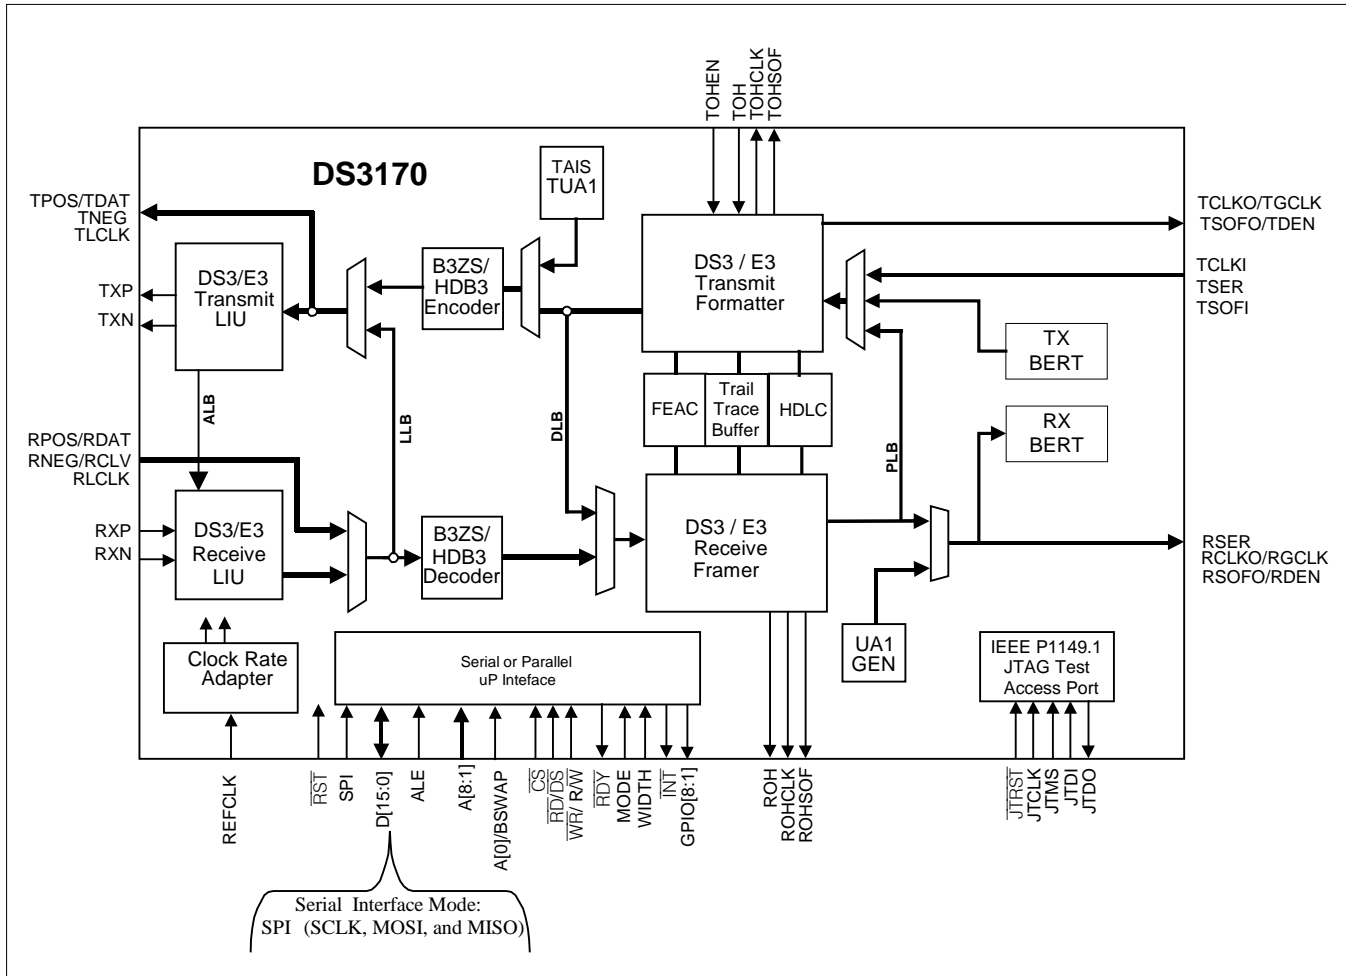 TOHEN
TOH
TOHCLK
TOHSOF
DS3170
TAIS
TUA1
TPOS/TDAT
TNEG
TLCLK
TCLKO/TGCLK
TSOFO/TDEN
DS3/E3
Transmit
LIU
B3ZS/
HDB3
Encoder
DS3 / E3
Transmit
Formatter
TCLKI
TSER
TSOFI
TXP
TXN
TX
BERT
ALB
LLB
DLB
FEAC
Trail
Trace
Buffer
HDLC
PLB
RX
BERT
RPOS/RDAT
RNEG/RCLV
RLCLK
RXP
RXN
DS3/E3
Receive
LIU
B3ZS/
HDB3
Decoder
DS3 / E3
Receive
Framer
RSER
RCLKO/RGCLK
RSOFO/RDEN
Clock Rate
Adapter
Serial or Parallel
uP Inteface
UA1
GEN
IEEE P1149.1
JTAG Test
Access Port
REFCLK
RST
SPI
D[15:0]
ALE
A[8:1]
A[0]/BSWAP
CS
RD/DS
WR/ R/W
RDY
MODE
WIDTH
INT
GPIO[8:1]
ROH
ROHCLK
ROHSOF
JTRST
JTCLK
JTMS
JTDI
JTDO
Serial Interface Mode:
SPI (SCLK, MOSI, and MISO)